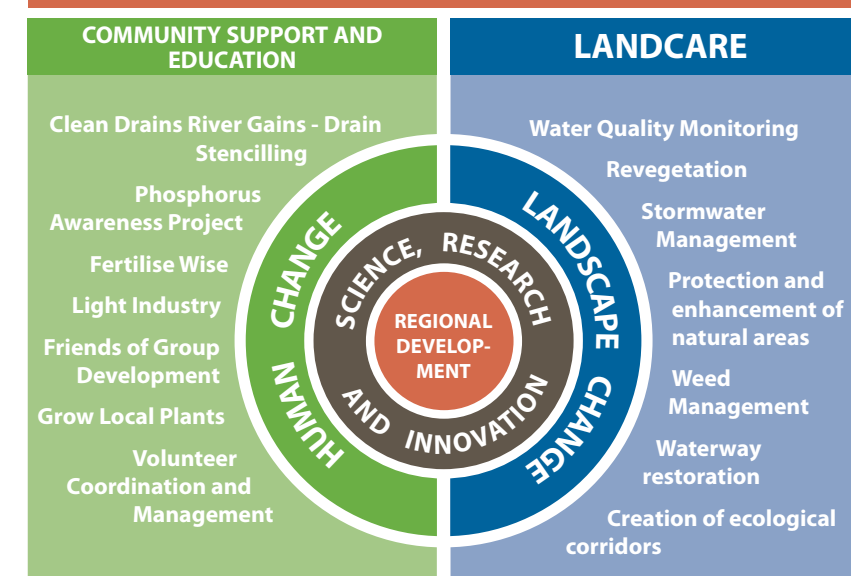 COMMUNITY SUPPORT AND
EDUCATION
Clean Drains River Gains - Drain
Stencilling
Phosphorus
Awareness Project
Fertilise Wise
Light Industry
Friends of Group
Development
Grow Local Plants
Volunteer
Coordination and
Management
HUMAN CHANGE
SCIENCE, RESEARCH
AND INNOVATION
REGIONAL
DEVELOP-
MENT
LANDSCAPE CHANGE
LANDCARE
Water Quality Monitoring
Revegetation
Stormwater
Management
Protection and
enhancement of
natural areas
Weed
Management
Waterway
restoration
Creation of ecological
corridors